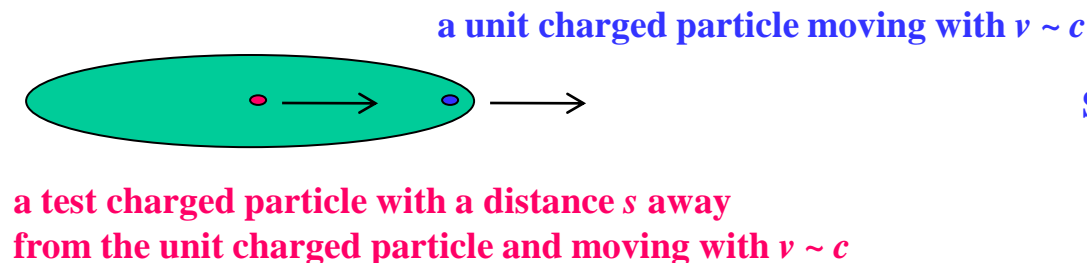 a unit charged particle moving with v ~ c
a test charged particle with a distance s away
from the unit charged particle and moving with v ~ c